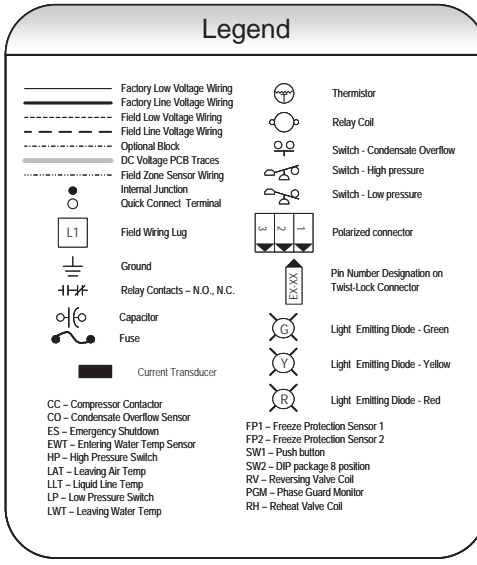 Legend
Factory Low Voltage Wiring
Factory Line Voltage Wiring
Field Low Voltage Wiring
Field Line Voltage Wiring
Optional Block
DC Voltage PCB Traces
Field Zone Sensor Wiring
Internal Junction
Quick Connect Terminal
L1 Field Wiring Lug
Ground
Relay Contacts – N.O., N.C.
Capacitor
Fuse
Current Transducer
CC – Compressor Contactor
CO – Condensate Overflow Sensor
ES – Emergency Shutdown
EWT – Entering Water Temp Sensor
HP – High Pressure Switch
LAT – Leaving Air Temp
LLT – Liquid Line Temp
LP – Low Pressure Switch
LWT – Leaving Water Temp
Thermistor
Relay Coil
Switch - Condensate Overflow
Switch - High pressure
Switch - Low pressure
3 2 1 Polarized connector
EX-XX Pin Number Designation on
Twist-Lock Connector
G Light Emitting Diode - Green
Y Light Emitting Diode - Yellow
R Light Emitting Diode - Red
FP1 – Freeze Protection Sensor 1
FP2 – Freeze Protection Sensor 2
SW1 – Push button
SW2 – DIP package 8 position
RV – Reversing Valve Coil
PGM – Phase Guard Monitor
RH – Reheat Valve Coil